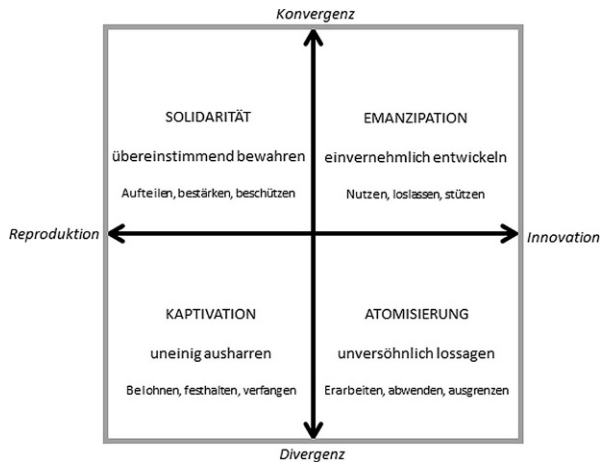 Konvergenz
SOLIDARITÄT
übereinstimmend bewahren
Aufteilen, bestärken, beschützen
EMANZIPATION
einvernehmlich entwickeln
Nutzen, loslassen, stützen
Reproduktion
Innovation
KAPTIVATION
uneinig ausharren
Belohnen, festhalten, verfangen
ATOMISIERUNG
unversöhnlich lossagen
Erarbeiten, abwenden, ausgrenzen
Divergenz